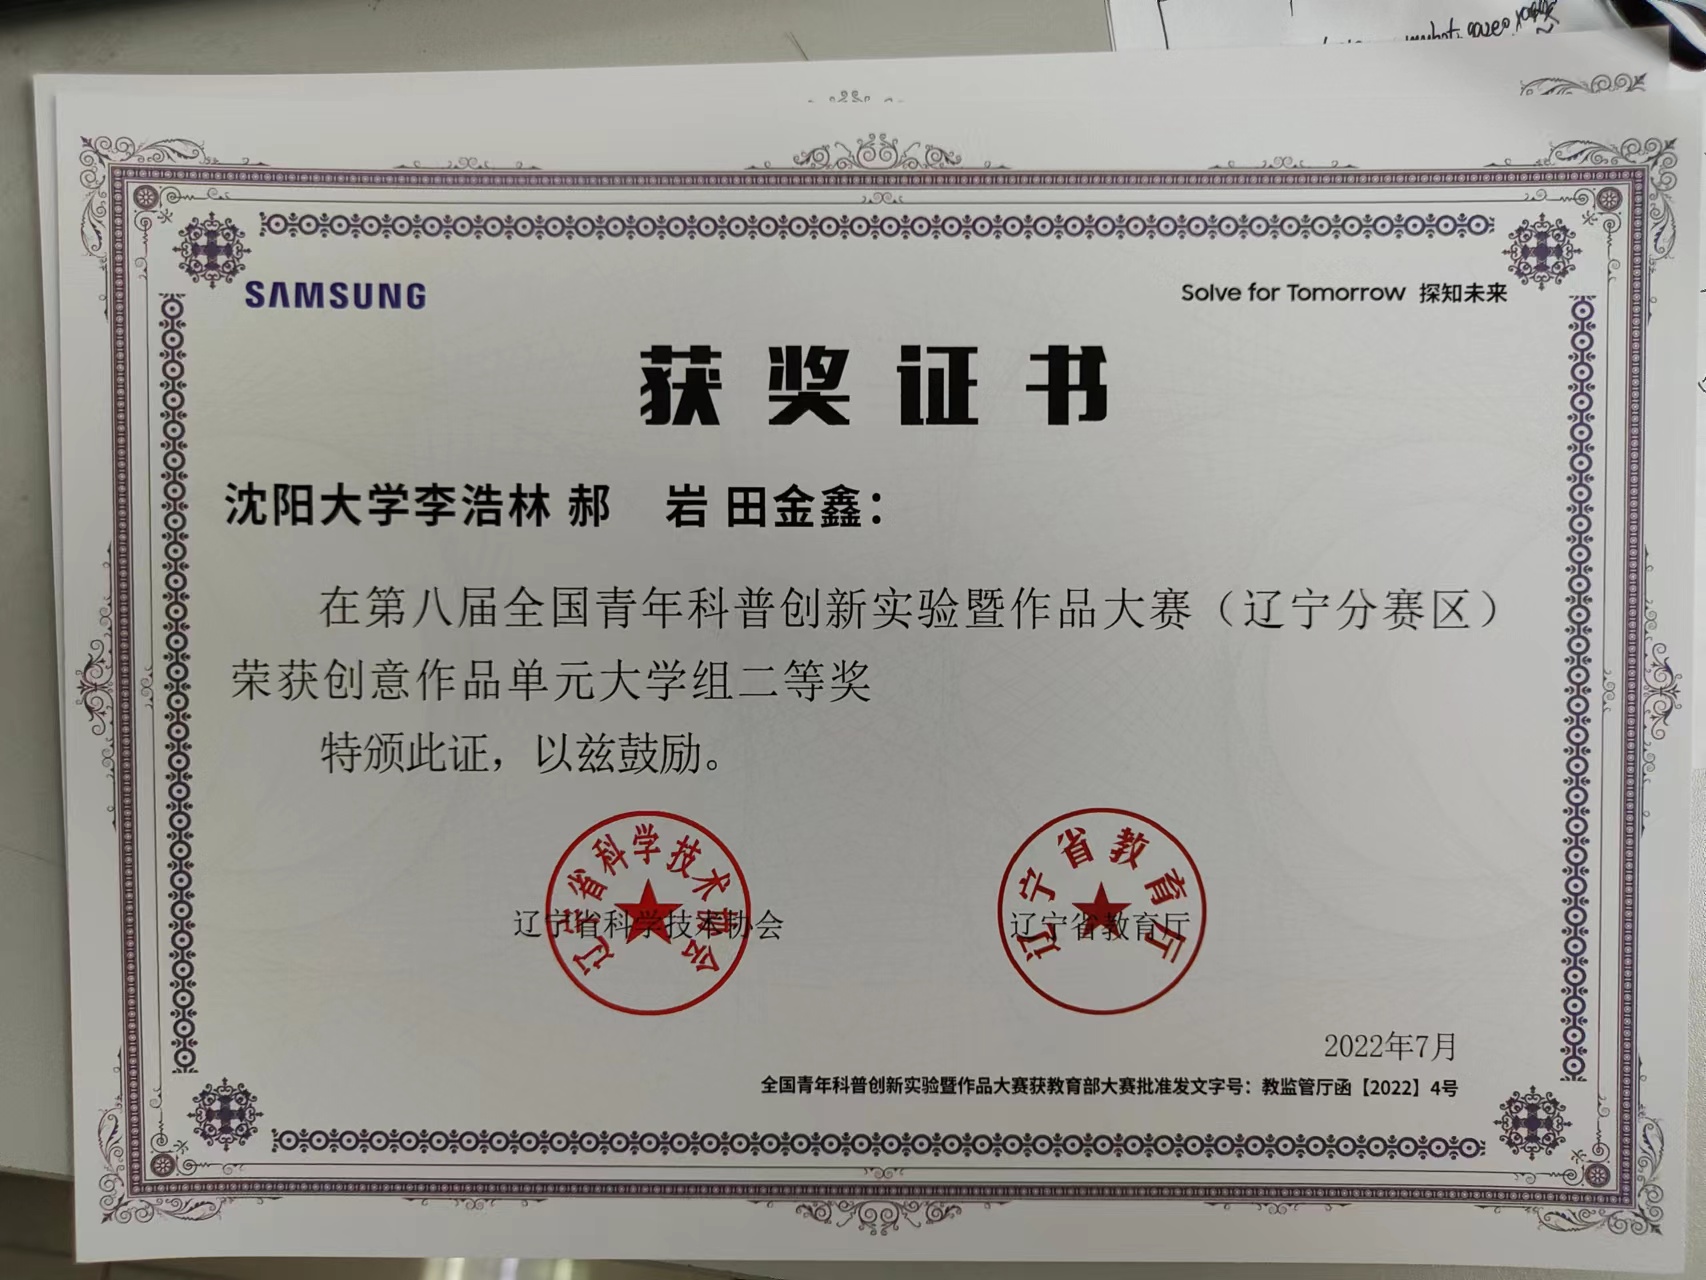 SAMSUNG
Solve for Tomorrow 探知未来
获奖证书
沈阳大学李浩林 郝　岩 田金鑫：
在第八届全国青年科普创新实验暨作品大赛（辽宁分赛区）
荣获创意作品单元大学组二等奖
特颁此证，以兹鼓励。
辽宁省科学技术协会
辽宁省科学技术协会
辽宁省教育厅
辽宁省教育厅
2022年7月
全国青年科普创新实验暨作品大赛获教育部大赛批准发文字号：教监管厅函【2022】4号